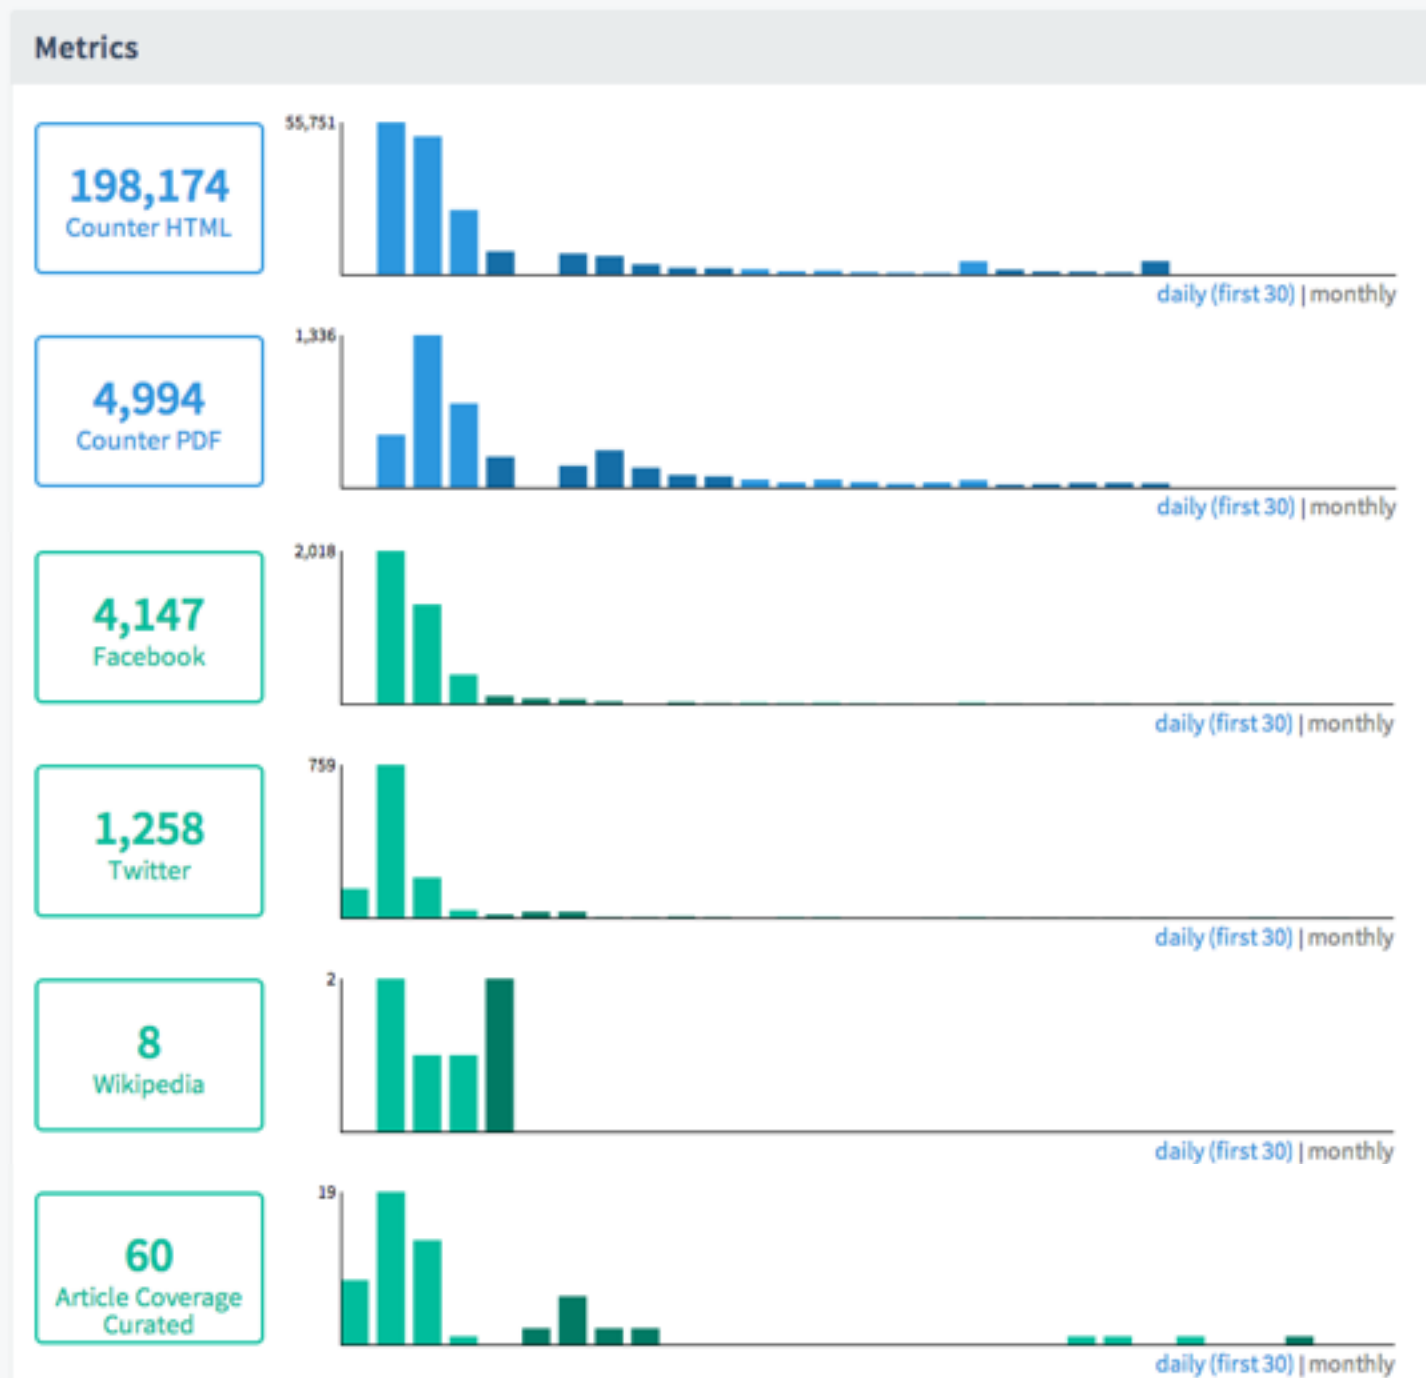 Metrics
198,174
Counter HTML
55,751
daily (first 30) | monthly
4,994
Counter PDF
1,336
daily (first 30) | monthly
4,147
Facebook
2,018
daily (first 30) | monthly
1,258
Twitter
759
daily (first 30) | monthly
8
Wikipedia
2
daily (first 30) | monthly
60
Article Coverage
Curated
19
daily (first 30) | monthly